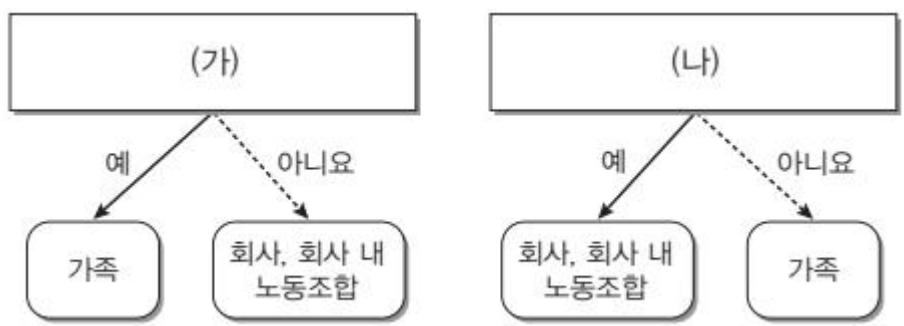 (가)
(나)
예
아니요
예
아니요
가족
회사, 회사 내
노동조합
회사, 회사 내
노동조합
가족